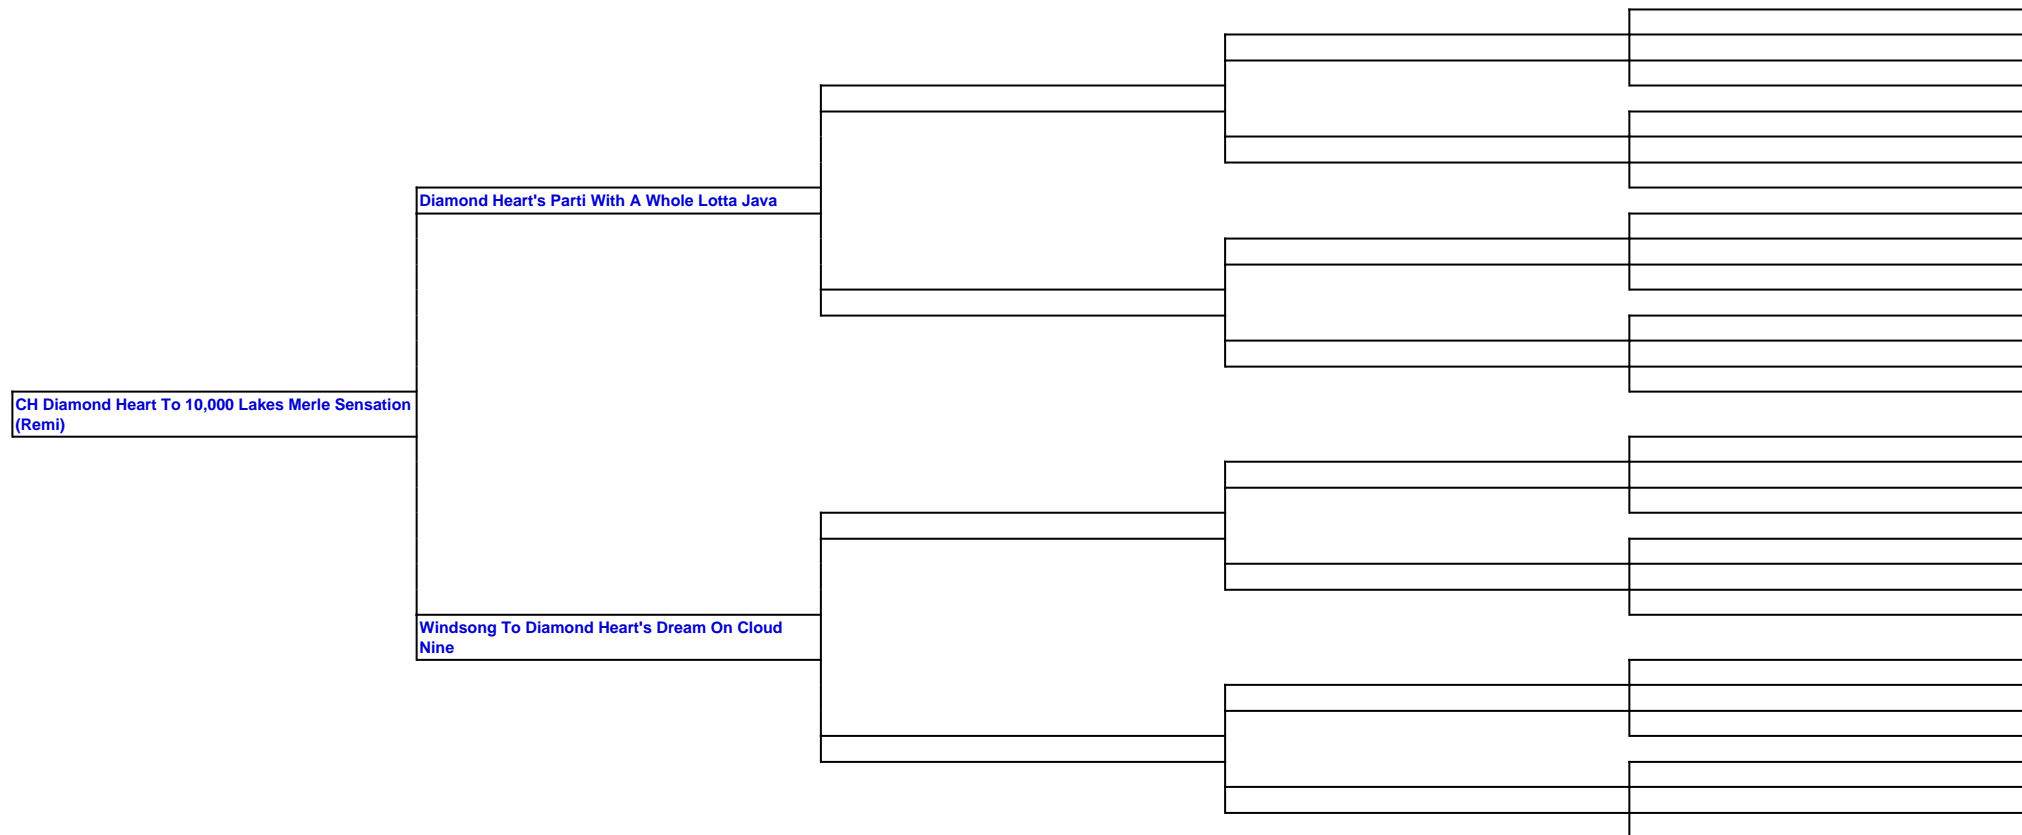 Diamond Heart's Parti With A Whole Lotta Java
CH Diamond Heart To 10,000 Lakes Merle Sensation
(Remi)
Windsong To Diamond Heart's Dream On Cloud
Nine